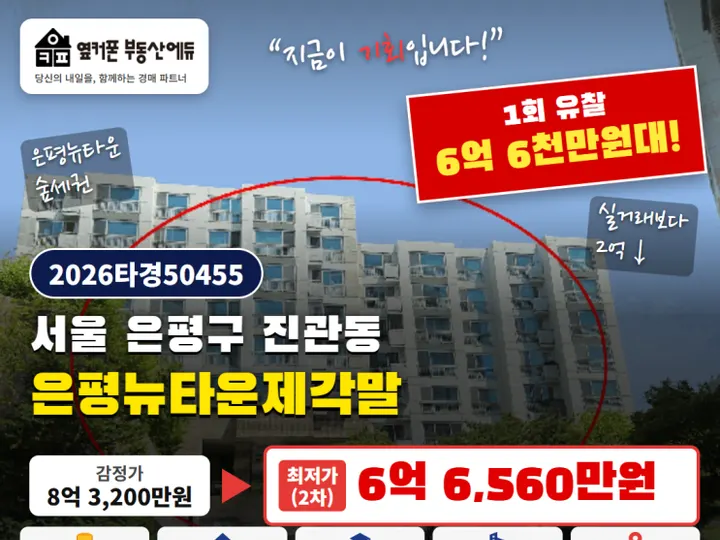 옆커폰 부동산에듀
당신의 내일을, 함께하는 경매 파트너
“지금이 기회입니다!”
1회 유찰
6억 6천만원대!
은평뉴타운
숲세권
실거래보다
2억 ↓
2026타경50455
서울 은평구 진관동
은평뉴타운제각말
감정가
8억 3,200만원
최저가
(2차)
6억 6,560만원